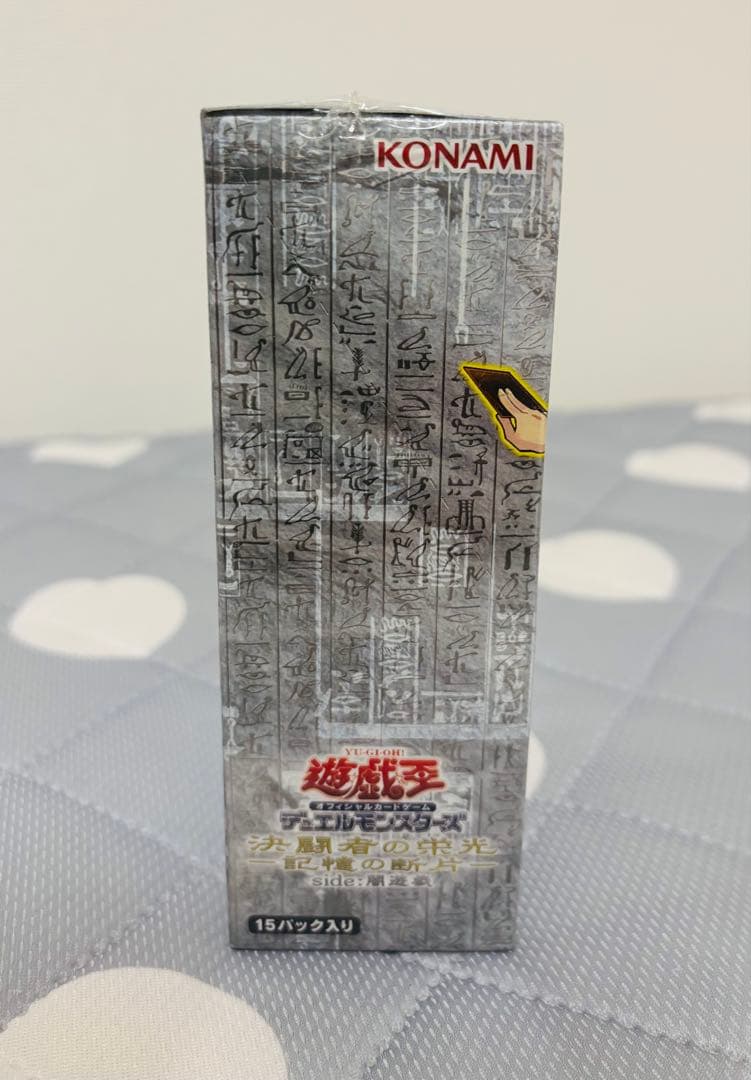 KONAMI
YU-GI-OH!
遊戯王
オフィシャルカードゲーム
デュエルモンスターズ
決闘者の栄光
―記憶の断片―
side:闇遊戯
15パック入り